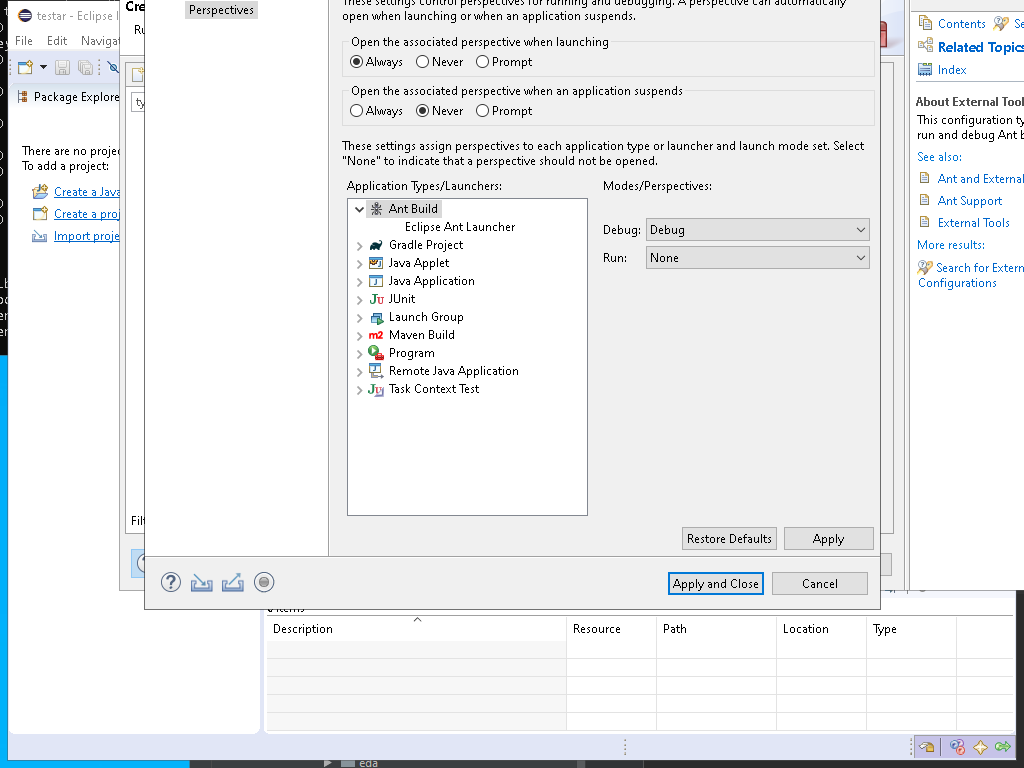 testar - Eclipse
File Edit Navigat
Package Explore
There are no projec
To add a project:
Create a Java
Create a proj
Import proje
Cre
Ru
ty
Filt
Perspectives
These settings control perspectives for running and debugging. A perspective can automatically
open when launching or when an application suspends.
Open the associated perspective when launching
Always Never Prompt
Open the associated perspective when an application suspends
Always Never Prompt
These settings assign perspectives to each application type or launcher and launch mode set. Select
"None" to indicate that a perspective should not be opened.
Application Types/Launchers:
Ant Build
Eclipse Ant Launcher
Gradle Project
Java Applet
Java Application
JUnit
Launch Group
Maven Build
Program
Remote Java Application
Task Context Test
Modes/Perspectives:
Debug: Debug
Run: None
Restore Defaults Apply
Apply and Close Cancel
Contents Se
Related Topics
Index
About External Tool
This configuration ty
run and debug Ant b
See also:
Ant and External
Ant Support
External Tools
More results:
Search for Extern
Configurations
items
Description Resource Path Location Type
eda